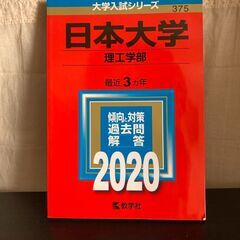 大学入試シリーズ
375
日本大学
理工学部
最近3カ年
傾向と対策
過去問
解答
2020
教学社